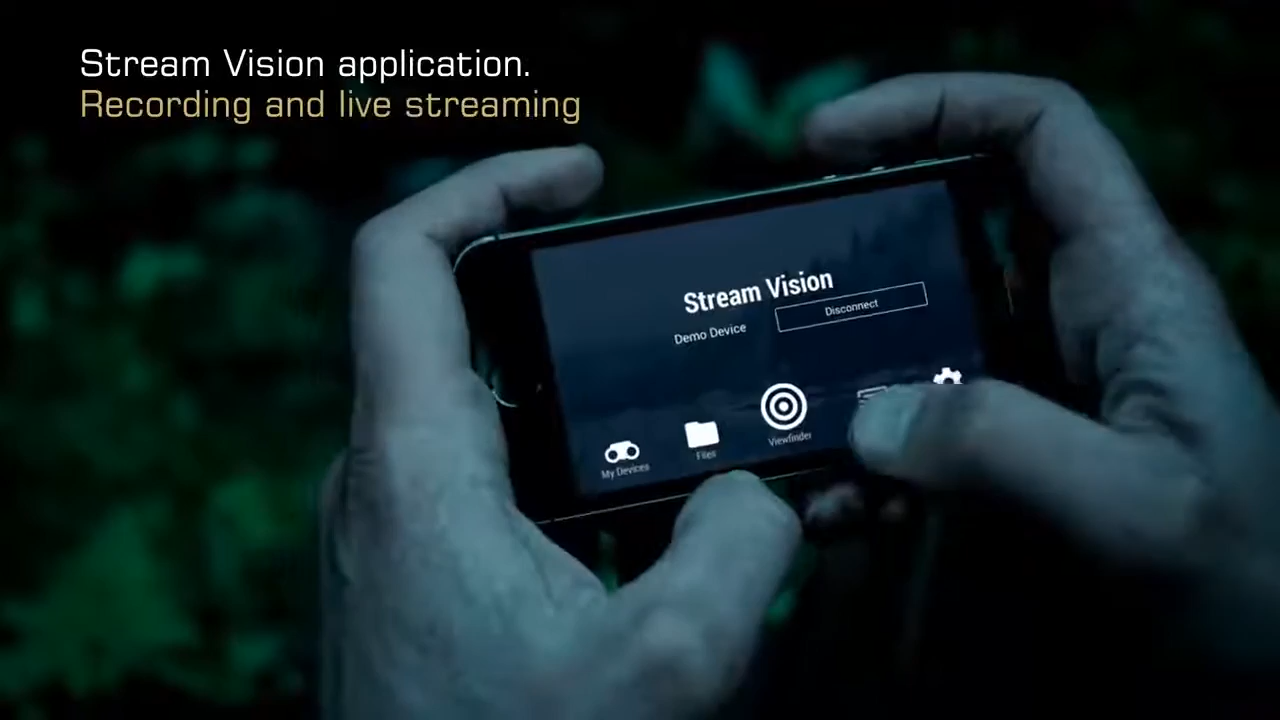 Stream Vision application.
Recording and live streaming
Stream Vision
Demo Device
Disconnect
My Devices
Files
Viewfinder